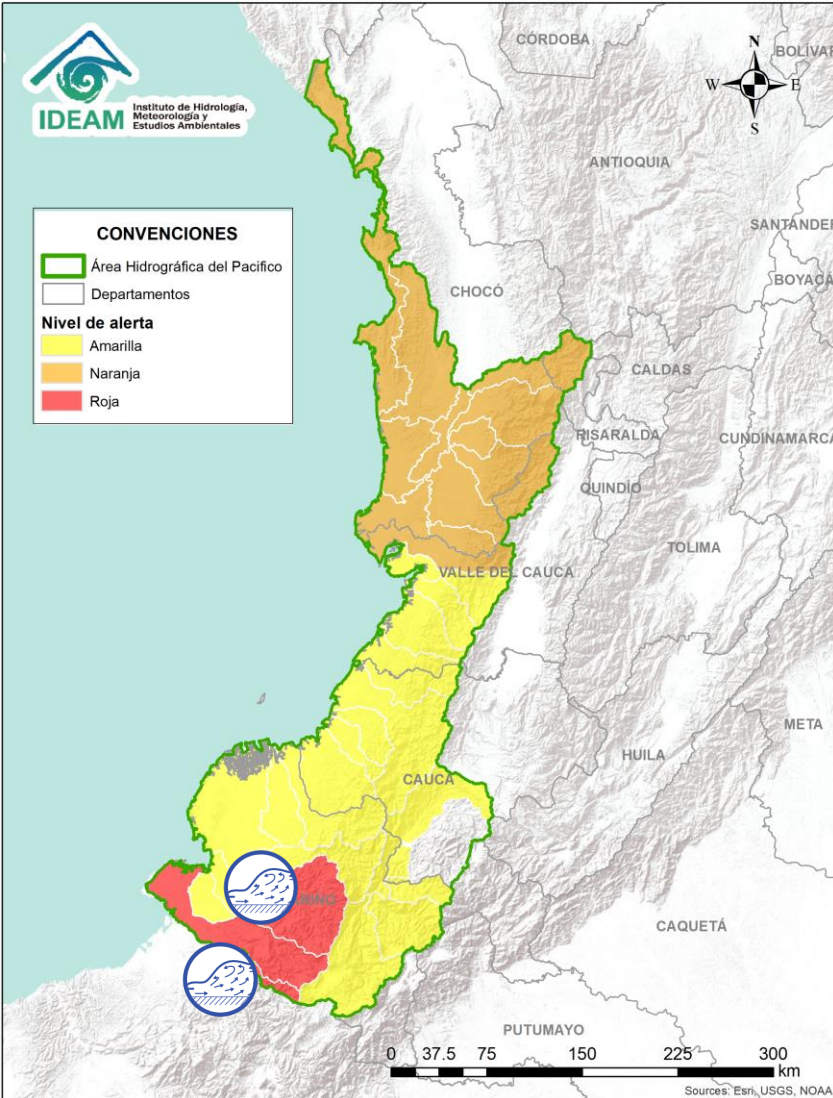 IDEAM
Instituto de Hidrología,
Meteorología y
Estudios Ambientales
N
W
E
S
CONVENCIONES
Área Hidrográfica del Pacifico
Departamentos
Nivel de alerta
Amarilla
Naranja
Roja
CÓRDOBA
BOLÍVAR
ANTIOQUIA
SANTANDER
BOYACÁ
CHOCÓ
CALDAS
RISARALDA
CUNDINAMARCA
QUINDÍO
TOLIMA
VALLE DEL CAUCA
META
HUILA
CAUCA
CAQUETÁ
PUTUMAYO
0 37.5 75 150 225 300
km
Sources: Esri, USGS, NOAA